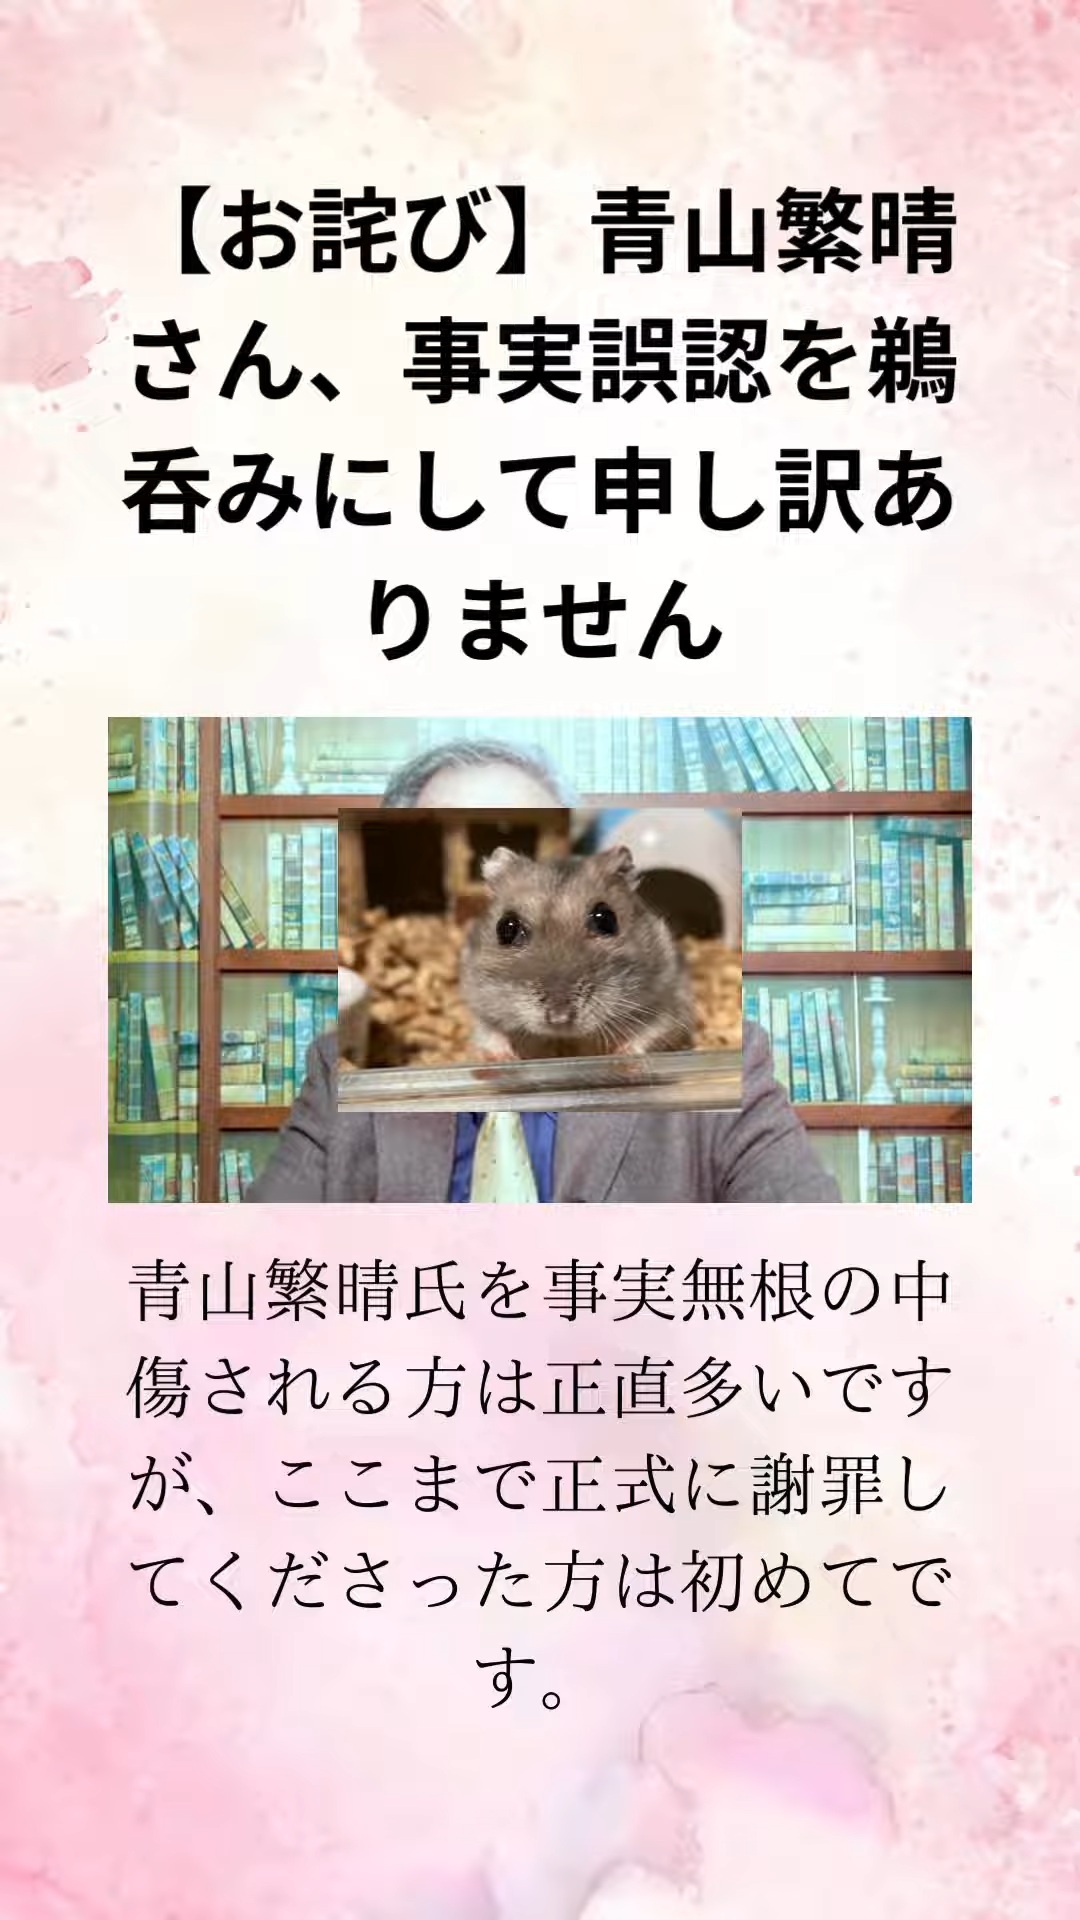 【お詫び】青山繁晴
さん、事実誤認を鵜
呑みにして申し訳あ
りません
青山繁晴氏を事実無根の中
傷される方は正直多いです
が、ここまで正式に謝罪し
てくださった方は初めてで
す。